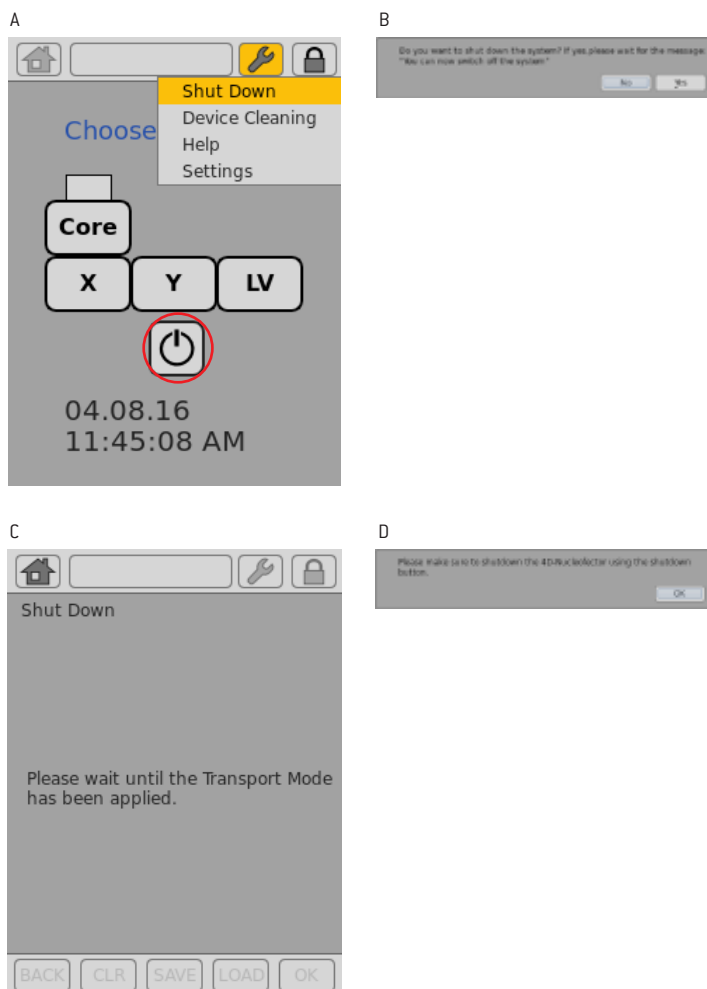 A
Shut Down
Device Cleaning
Help
Settings
Choose
Core
X Y LV
04.08.16
11:45:08 AM
B
Do you want to shut down the system? If yes please wait for the message:
"You can now switch off the system"
No Yes
C
Shut Down
Please wait until the Transport Mode
has been applied.
BACK CLR SAVE LOAD OK
D
Please make sure to shutdown the 4D-Nucleofector using the shutdown
button.
OK